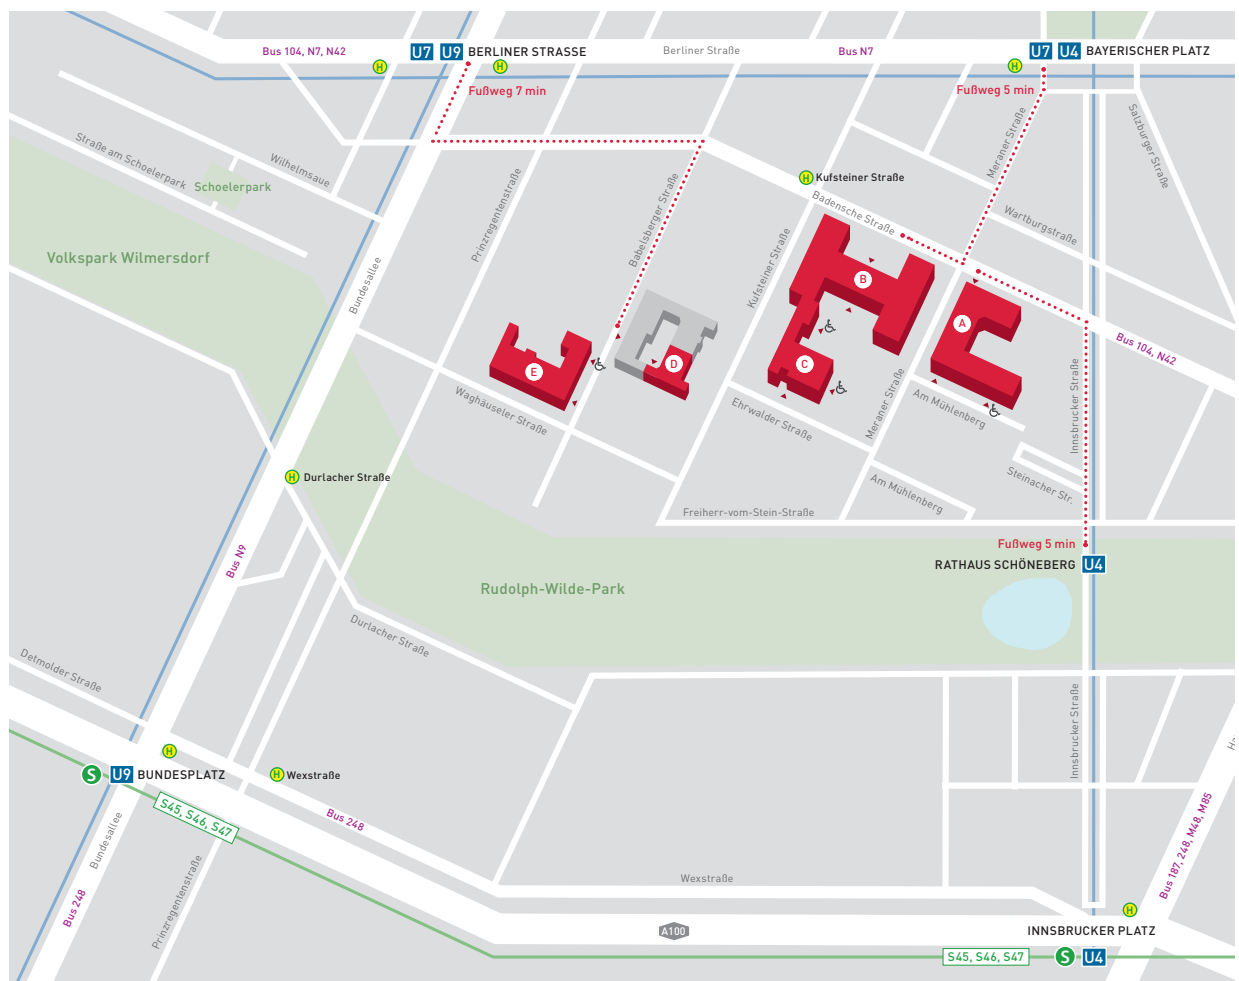 Bus 104, N7, N42
H
U7
U9
BERLINER STRASSE
H
Berliner Straße
Bus N7
H
U7
U4
BAYERISCHER PLATZ
Fußweg 7 min
Fußweg 5 min
Straße am Schoelerpark
Wilhelmsaue
Schoelerpark
Meraner Straße
Salzburger Straße
H
Kufsteiner Straße
Badensche Straße
Wartburgstraße
Prinzregentenstraße
Babelsberger Straße
Kufsteiner Straße
Volkspark Wilmersdorf
Bundesallee
B
A
C
D
E
Bus 104, N42
Waghäuseler Straße
Ehrwalder Straße
Meraner Straße
Am Mühlenberg
Innsbrucker Straße
H
Durlacher Straße
Am Mühlenberg
Steinacher Str.
Freiherr-vom-Stein-Straße
Bus N9
Fußweg 5 min
RATHAUS SCHÖNEBERG
U4
Rudolph-Wilde-Park
Durlacher Straße
Detmolder Straße
Innsbrucker Straße
Ha
H
S
U9
BUNDESPLATZ
H
Wexstraße
S45, S46, S47
Bus 248
Bus 187, 248, M48, M85
Bundesallee
Bus 248
Prinzregentenstraße
Wexstraße
A100
H
INNSBRUCKER PLATZ
S45, S46, S47
S
U4